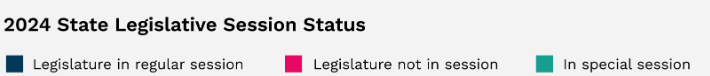 2024 State Legislative Session Status
Legislature in regular session Legislature not in session In special session